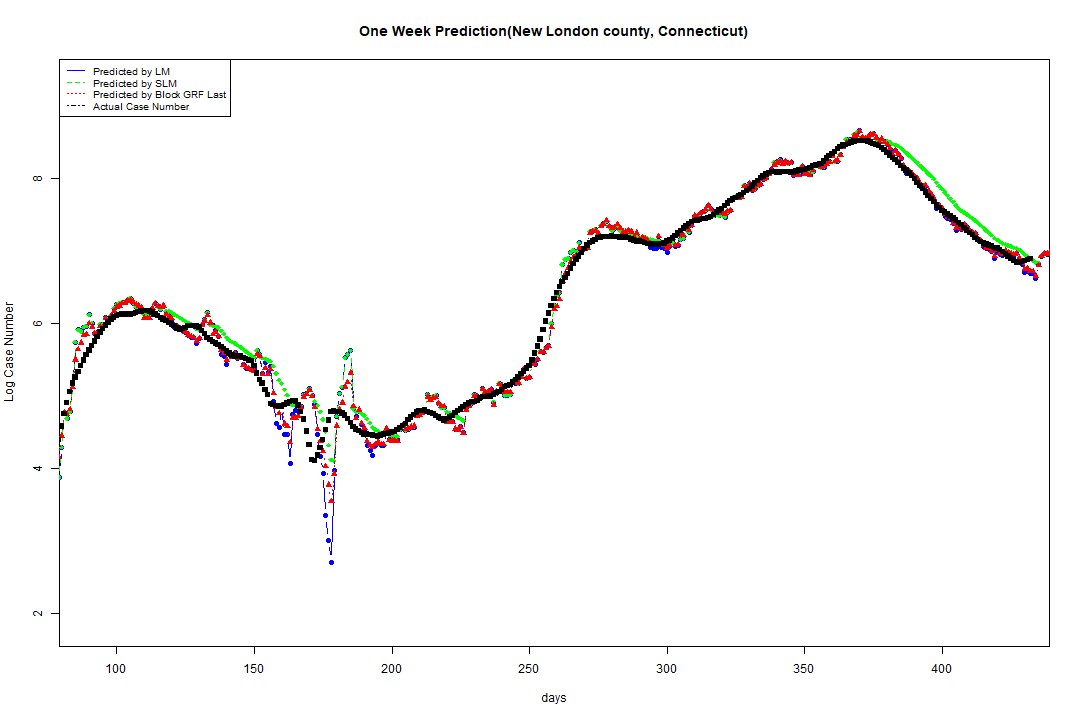 One Week Prediction(New London county, Connecticut)
Predicted by LM
Predicted by SLM
Predicted by Block GRF Last
Actual Case Number
Log Case Number
8
6
4
2
100 150 200 250 300 350 400
days